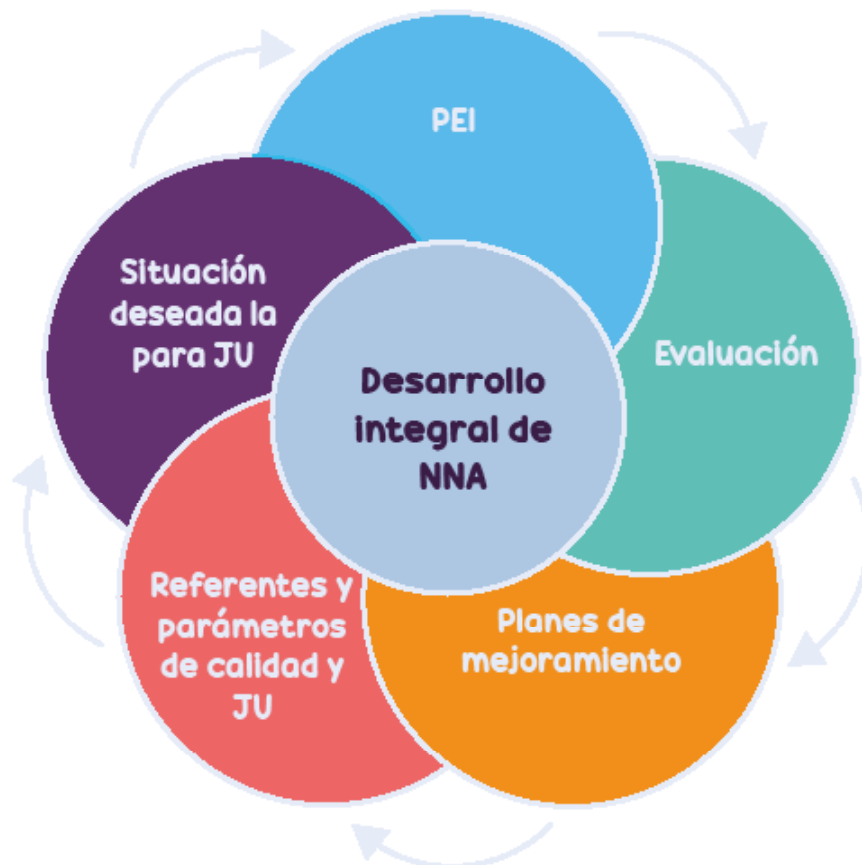 PEI
Situación
deseada la
para JU
Evaluación
Desarrollo
integral de
NNA
Referentes y
parámetros
de calidad y
JU
Planes de
mejoramiento